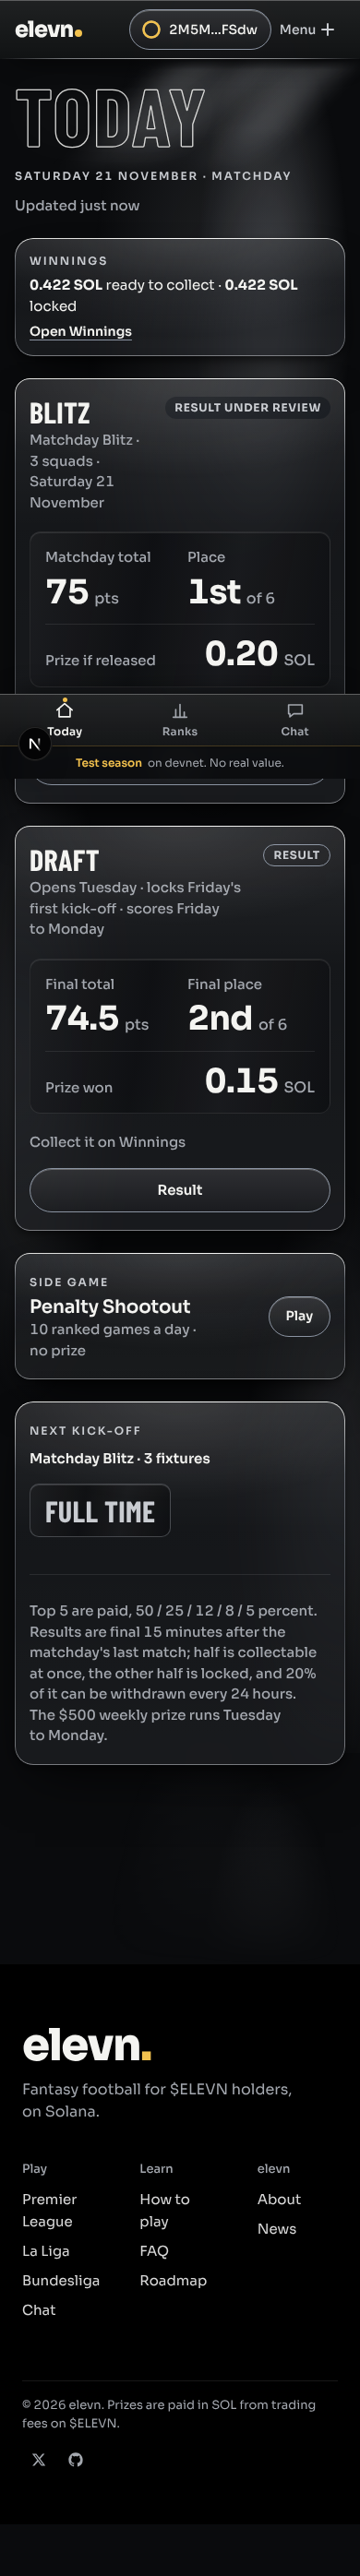 elevn.
2M5M...FSdw
Menu +
TODAY
SATURDAY 21 NOVEMBER · MATCHDAY
Updated just now
WINNINGS
0.422 SOL ready to collect · 0.422 SOL
locked
Open Winnings
BLITZ
RESULT UNDER REVIEW
Matchday Blitz ·
3 squads ·
Saturday 21
November
Matchday total
Place
75 pts
1st of 6
Prize if released
0.20 SOL
Today
Ranks
Chat
N
Test season on devnet. No real value.
DRAFT
RESULT
Opens Tuesday · locks Friday's
first kick-off · scores Friday
to Monday
Final total
Final place
74.5 pts
2nd of 6
Prize won
0.15 SOL
Collect it on Winnings
Result
SIDE GAME
Penalty Shootout
10 ranked games a day ·
no prize
Play
NEXT KICK-OFF
Matchday Blitz · 3 fixtures
FULL TIME
Top 5 are paid, 50 / 25 / 12 / 8 / 5 percent.
Results are final 15 minutes after the
matchday's last match; half is collectable
at once, the other half is locked, and 20%
of it can be withdrawn every 24 hours.
The $500 weekly prize runs Tuesday
to Monday.
elevn.
Fantasy football for $ELEVN holders,
on Solana.
Play
Premier
League
La Liga
Bundesliga
Chat
Learn
How to
play
FAQ
Roadmap
elevn
About
News
© 2026 elevn. Prizes are paid in SOL from trading
fees on $ELEVN.